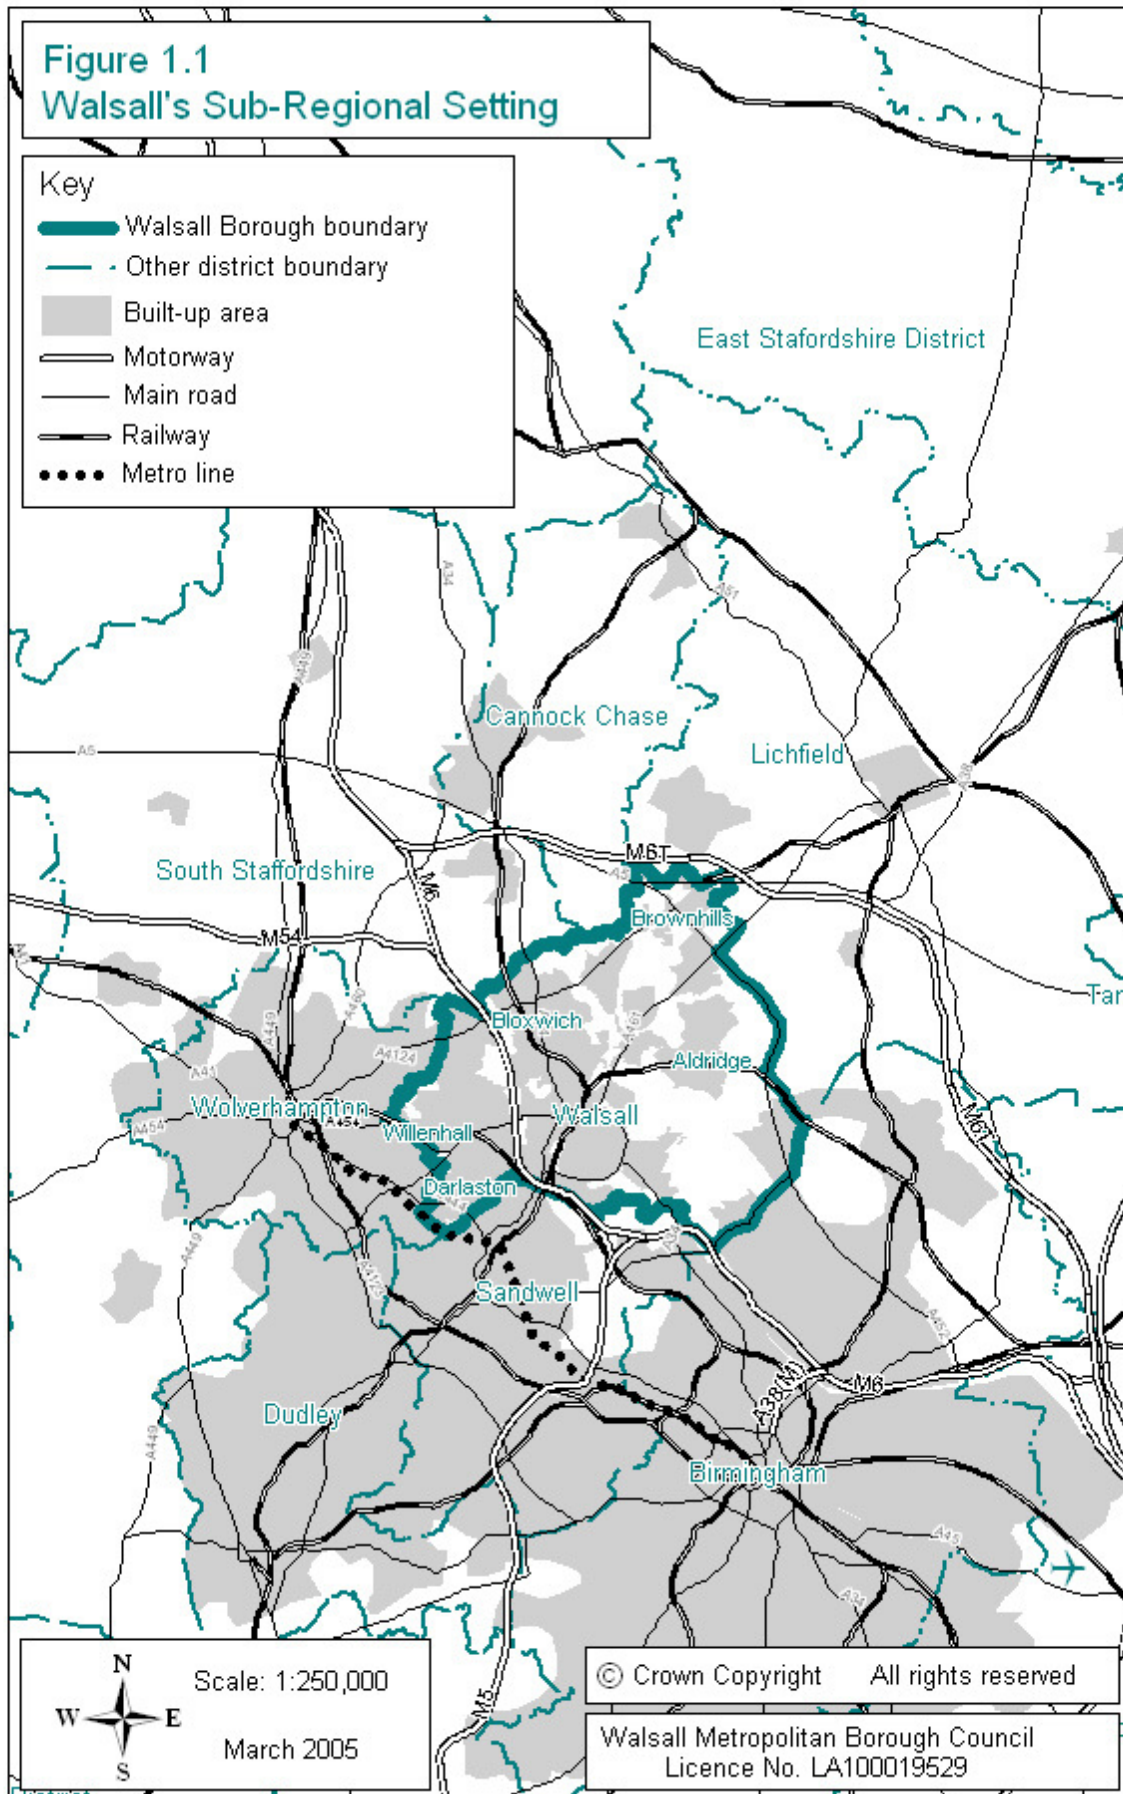 Figure 1.1
Walsall's Sub-Regional Setting
Key
Walsall Borough boundary
Other district boundary
Built-up area
Motorway
Main road
Railway
Metro line
East Stafordshire District
A34
A51
A449
Cannock Chase
A5
Lichfield
A38
M6T
South Staffordshire
M6
A5
Brownhills
M54
Tar
A460
A449
Bloxwich
A461
A4124
A41
Aldridge
Wolverhampton
Walsall
M6T
A454
A454
Willenhall
Darlaston
A34
A449
A4123
Sandwell
A452
M6
A38(M)
Dudley
A449
Birmingham
A45
A34
N
W E
S
Scale: 1:250,000
March 2005
M5
© Crown Copyright All rights reserved
Walsall Metropolitan Borough Council
Licence No. LA100019529